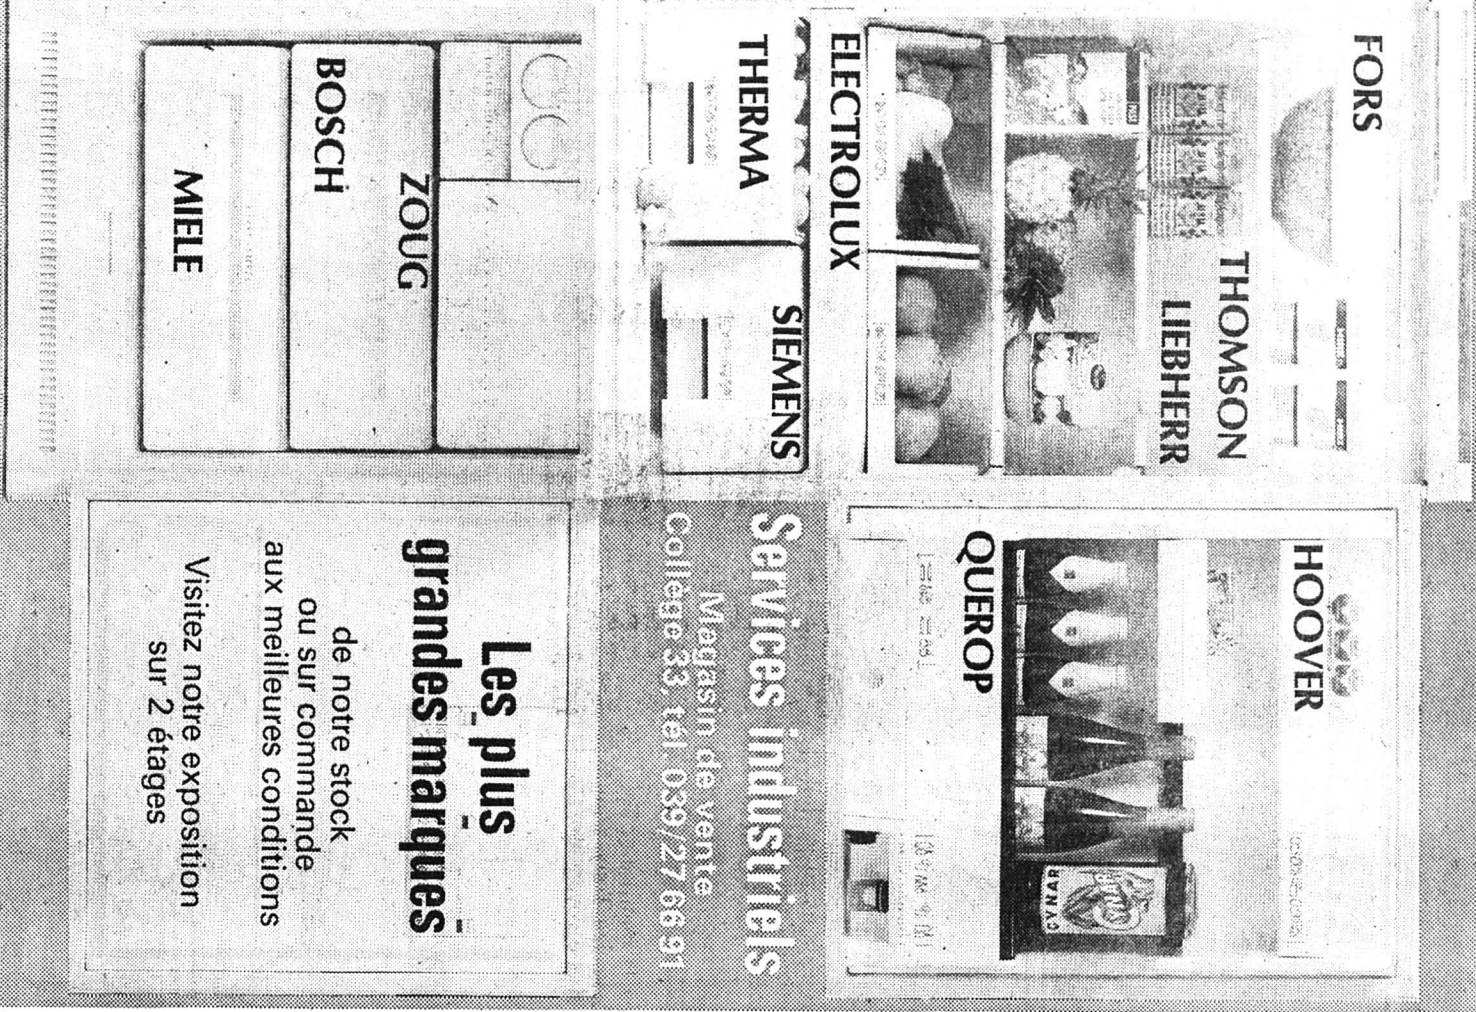 FORS
THOMSON
LIEBHERR
ELECTROLUX
THERMA
SIEMENS
ZOUG
BOSCH
MIELE
HOOVER
QUEROP
CYNAR
Services industriels
Magasin de vente
Collège 33, tél. 039/27 66 91
Les plus
grandes marques
de notre stock
ou sur commande
aux meilleures conditions
Visitez notre exposition
sur 2 étages